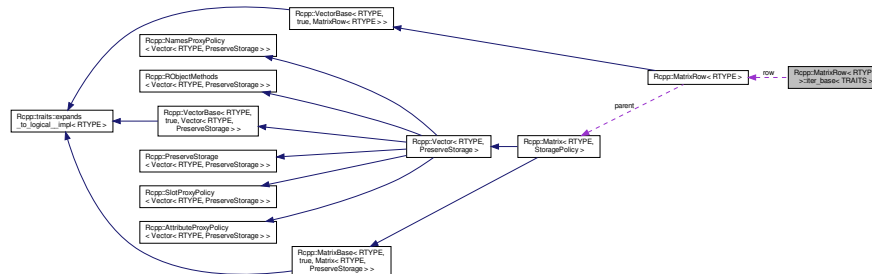 Rcpp::VectorBase< RTYPE,
true, MatrixRow< RTYPE > >
Rcpp::NamesProxyPolicy
< Vector< RTYPE, PreserveStorage > >
Rcpp::RObjectMethods
< Vector< RTYPE, PreserveStorage > >
Rcpp::MatrixRow< RTYPE >
row
Rcpp::MatrixRow< RTYPE
>::iter_base< TRAITS >
Rcpp::traits::expands
_to_logical__impl< RTYPE >
Rcpp::VectorBase< RTYPE,
true, Vector< RTYPE,
PreserveStorage > >
parent
Rcpp::Vector< RTYPE,
PreserveStorage >
Rcpp::Matrix< RTYPE,
StoragePolicy >
Rcpp::PreserveStorage
< Vector< RTYPE, PreserveStorage > >
Rcpp::SlotProxyPolicy
< Vector< RTYPE, PreserveStorage > >
Rcpp::AttributeProxyPolicy
< Vector< RTYPE, PreserveStorage > >
Rcpp::MatrixBase< RTYPE,
true, Matrix< RTYPE,
PreserveStorage > >